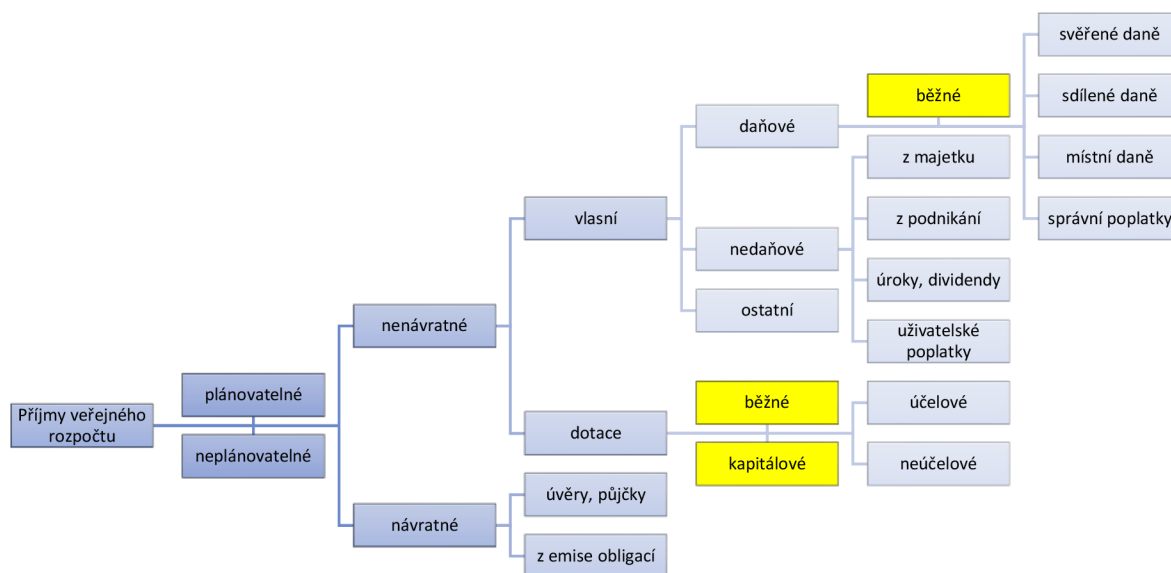 Příjmy veřejného
rozpočtu
plánovatelné
neplánovatelné
nenávratné
návratné
vlasní
dotace
úvěry, půjčky
z emise obligací
daňové
nedaňové
ostatní
běžné
kapitálové
běžné
z majetku
z podnikání
úroky, dividendy
uživatelské
poplatky
účelové
neúčelové
svěřené daně
sdílené daně
místní daně
správní poplatky